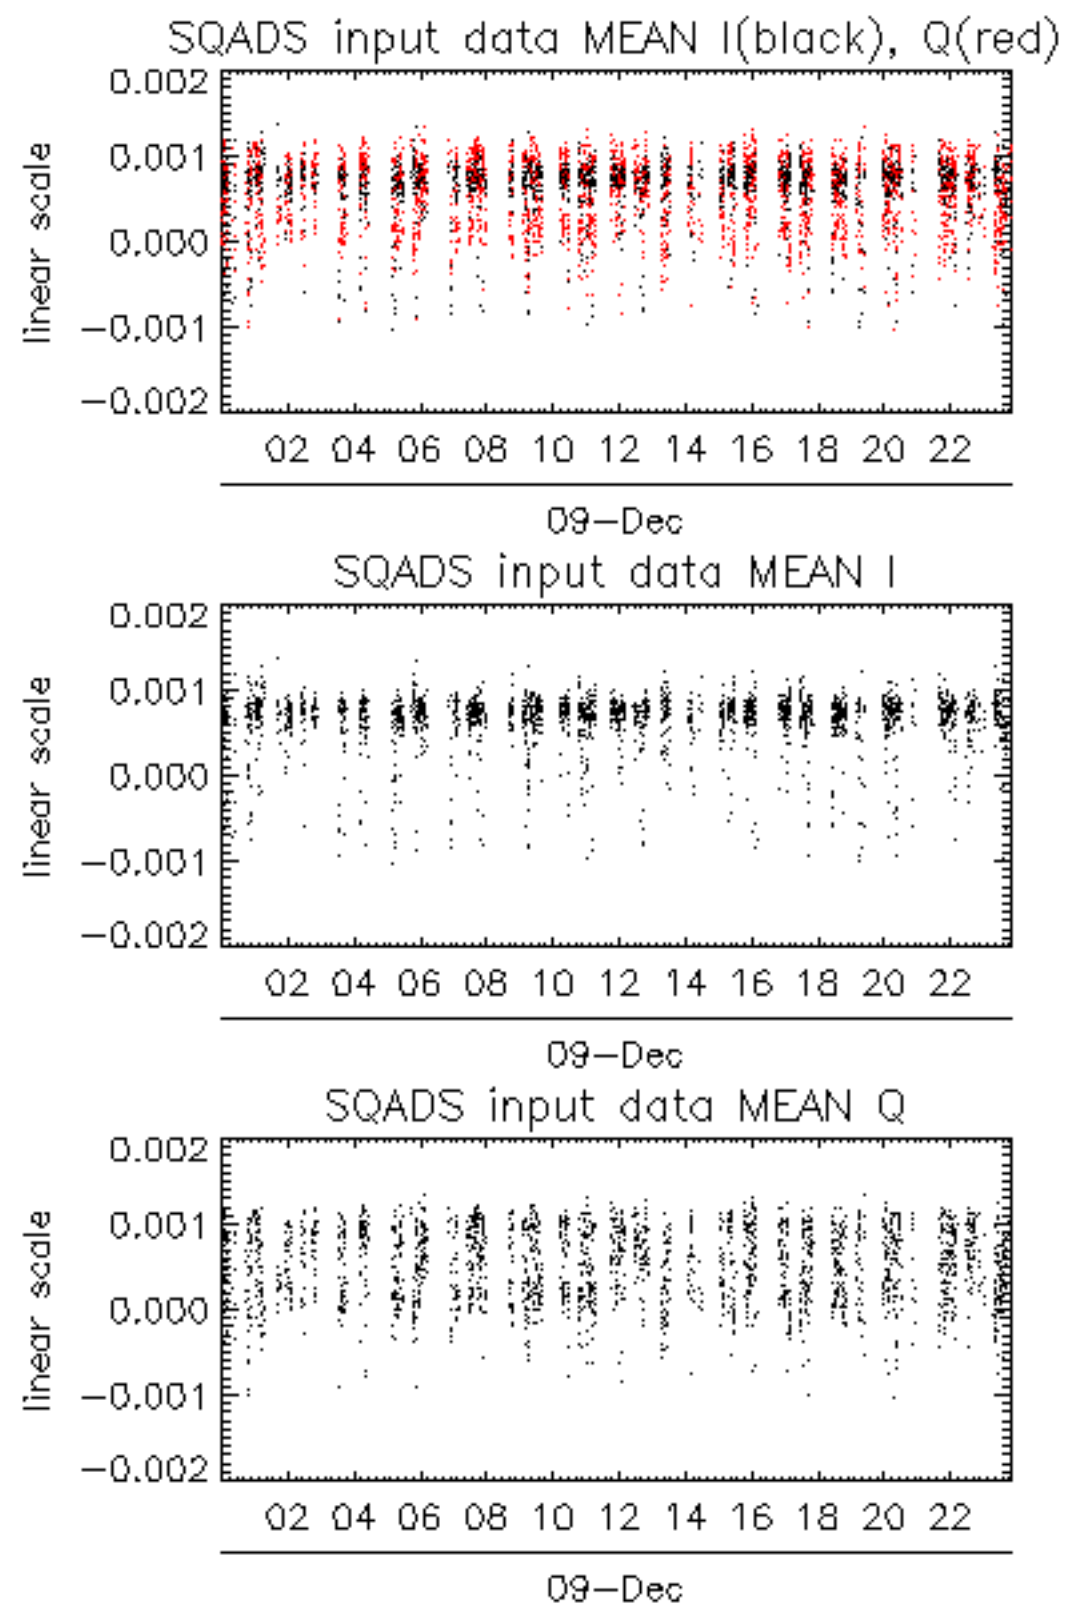 SQADS input data MEAN I(black), Q(red)
0.002
0.001
0.000
−0.001
−0.002
linear scale
02 04 06 08 10 12 14 16 18 20 22
09−Dec
SQADS input data MEAN I
0.002
0.001
0.000
−0.001
−0.002
linear scale
02 04 06 08 10 12 14 16 18 20 22
09−Dec
SQADS input data MEAN Q
0.002
0.001
0.000
−0.001
−0.002
linear scale
02 04 06 08 10 12 14 16 18 20 22
09−Dec